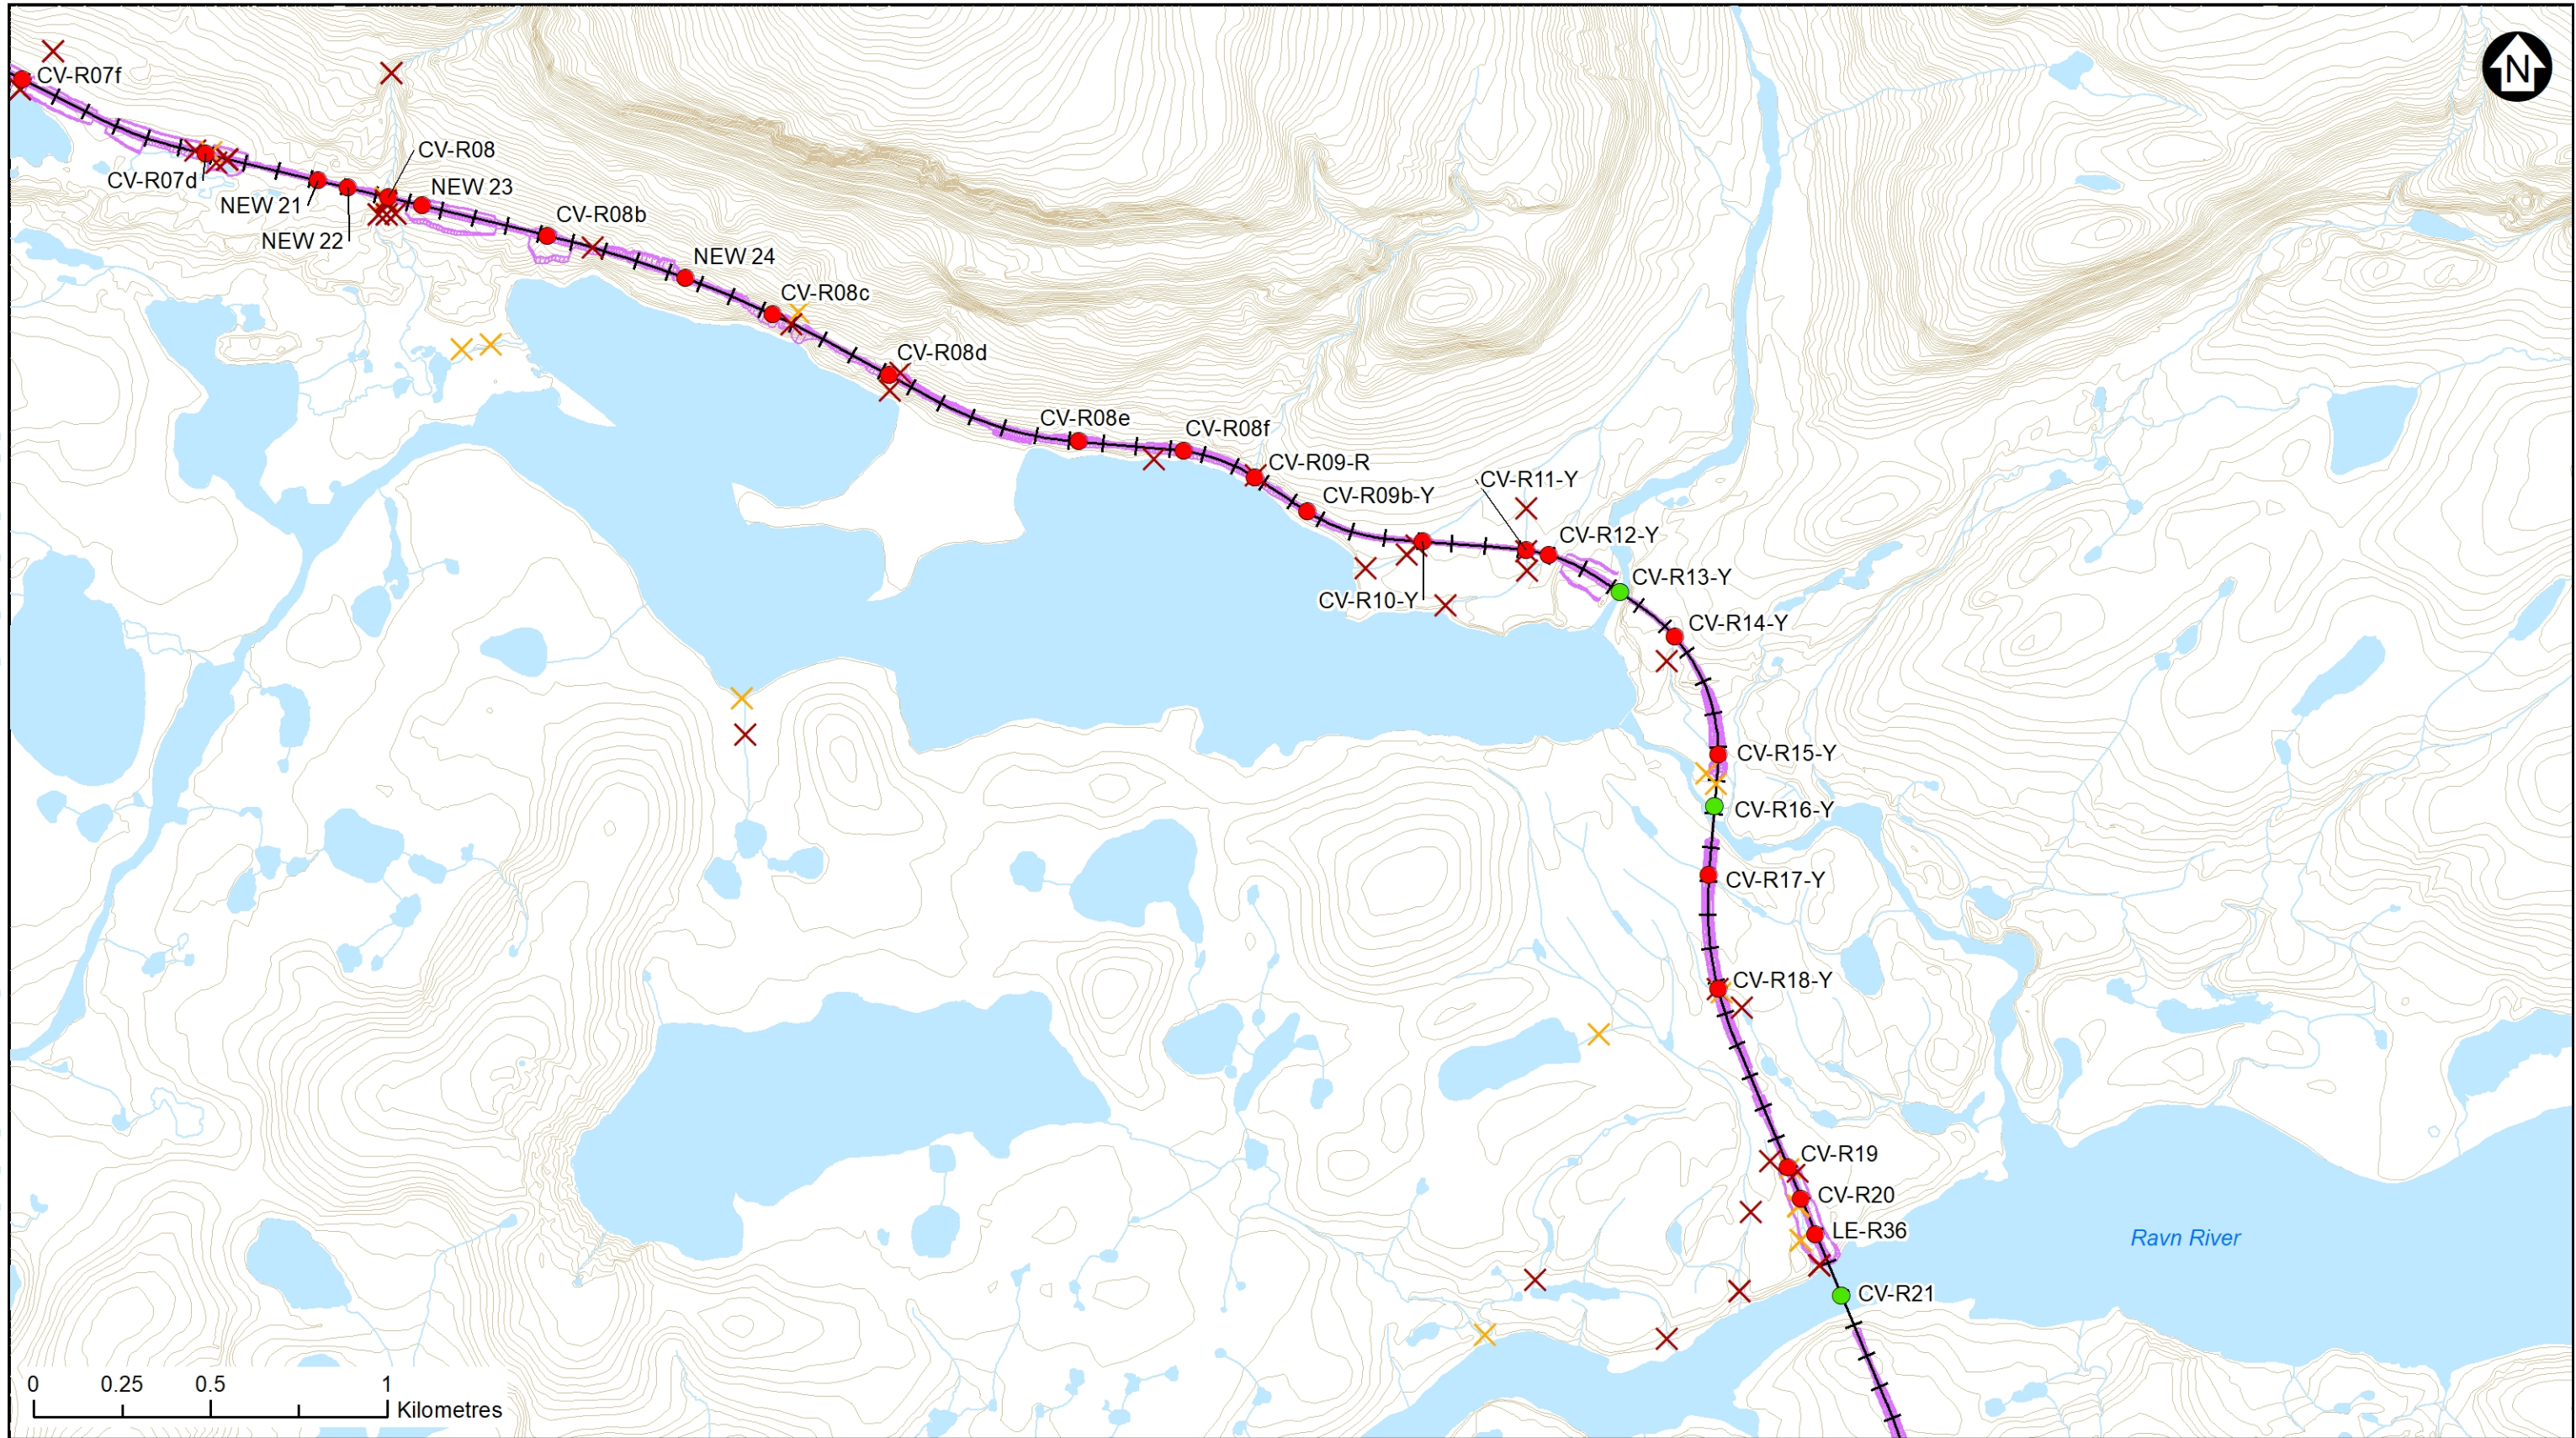 CV-R07f
N
CV-R08
CV-R07d
NEW 23
NEW 21
CV-R08b
NEW 22
NEW 24
CV-R08c
CV-R08d
CV-R08e
CV-R08f
CV-R09-R
CV-R11-Y
CV-R09b-Y
CV-R12-Y
CV-R13-Y
CV-R10-Y
CV-R14-Y
CV-R15-Y
CV-R16-Y
CV-R17-Y
CV-R18-Y
CV-R19
CV-R20
LE-R36
Ravn River
CV-R21
0 0.25 0.5 1
Kilometres